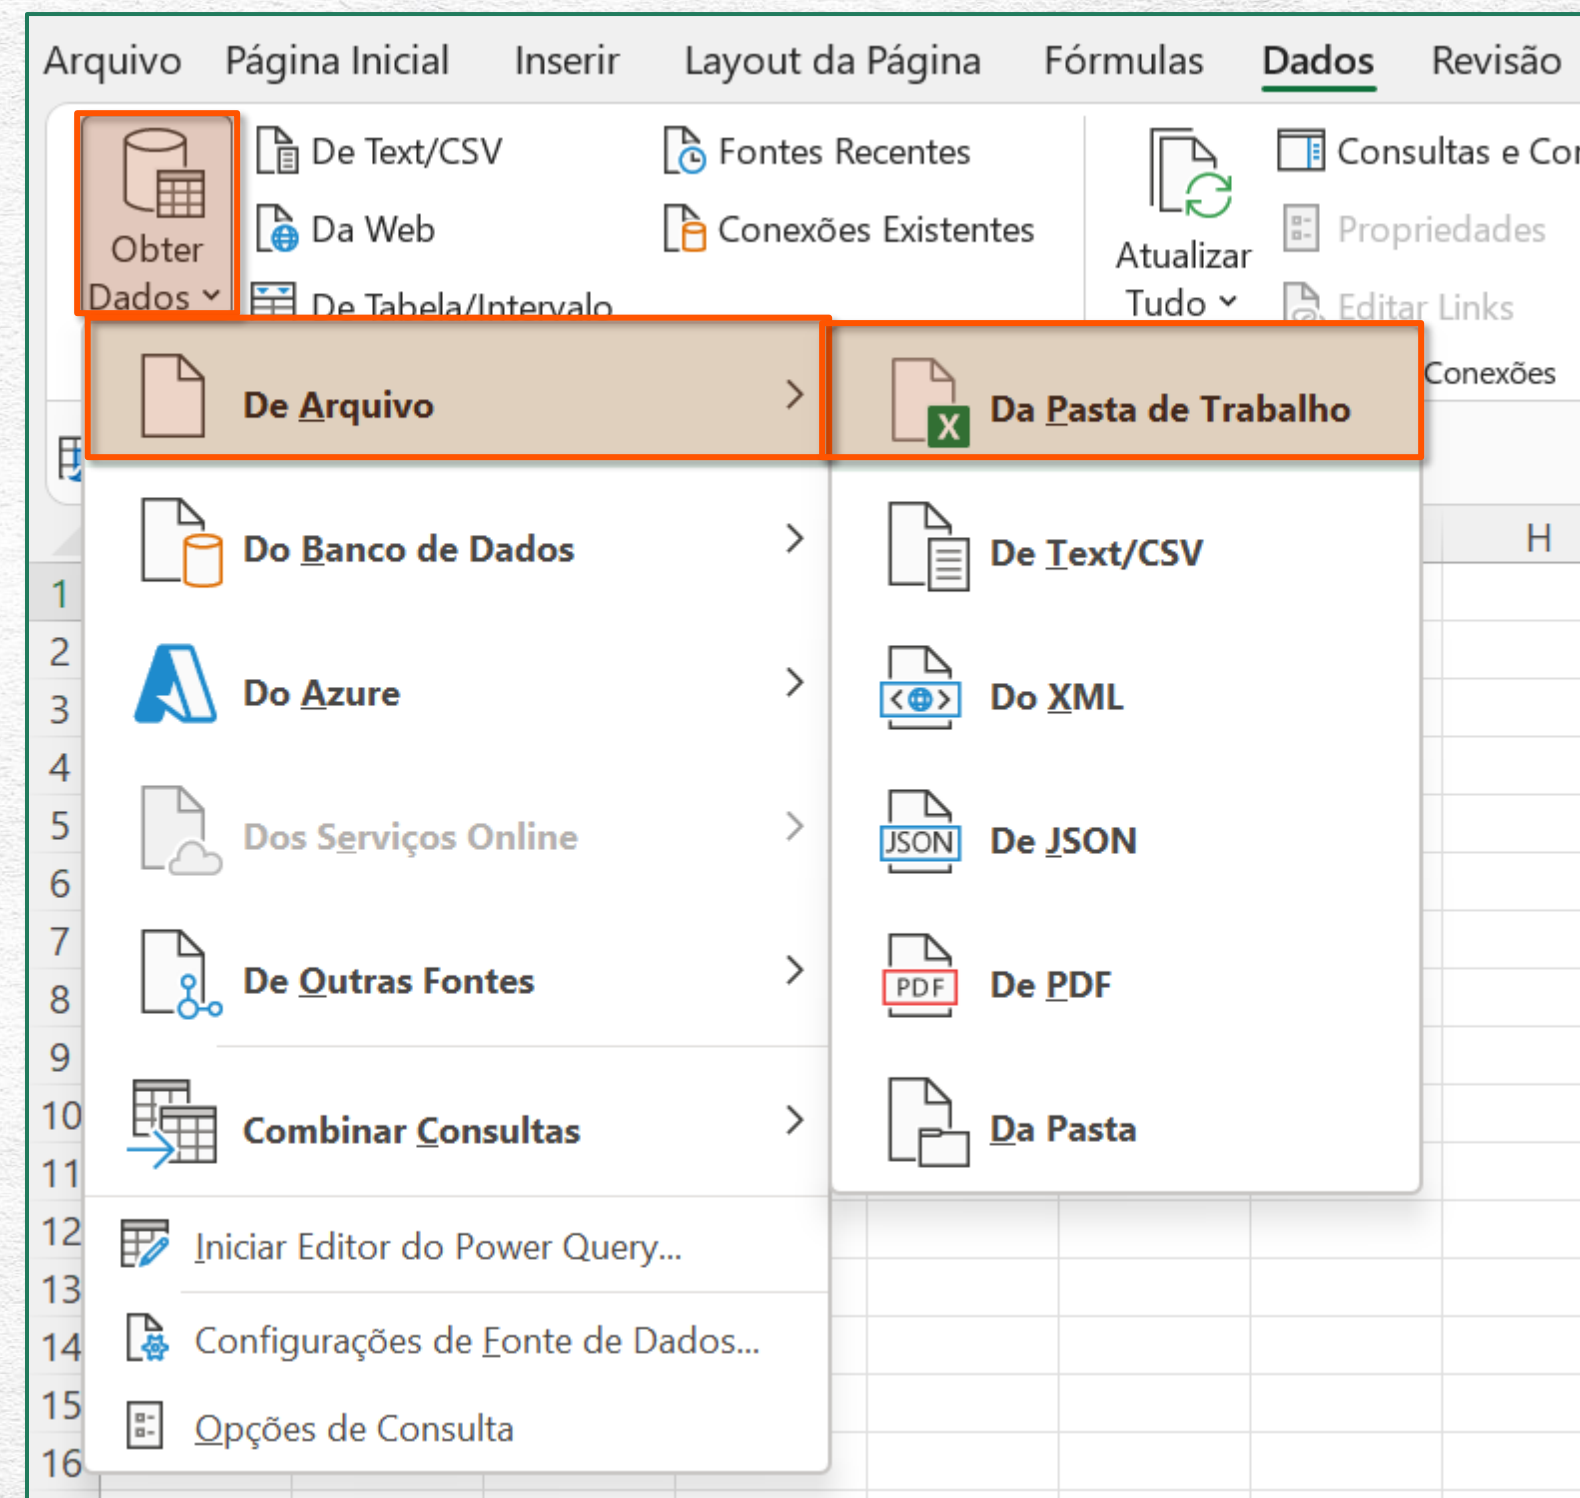 Arquivo Página Inicial Inserir Layout da Página Fórmulas Dados Revisão
De Text/CSV Fontes Recentes Consultas e
Da Web Conexões Existentes Propriedades
Obter
Dados
De Tabela/Intervalo
Atualizar
Tudo
Editar Links
Conexões
De Arquivo
Do Banco de Dados
Do Azure
Dos Serviços Online
De Outras Fontes
Combinar Consultas
Iniciar Editor do Power Query...
Configurações de Fonte de Dados...
Opções de Consulta
X
Da Pasta de Trabalho
De Text/CSV
Do XML
JSON
De JSON
PDF
De PDF
Da Pasta
H
1
2
3
4
5
6
7
8
9
10
11
12
13
14
15
16